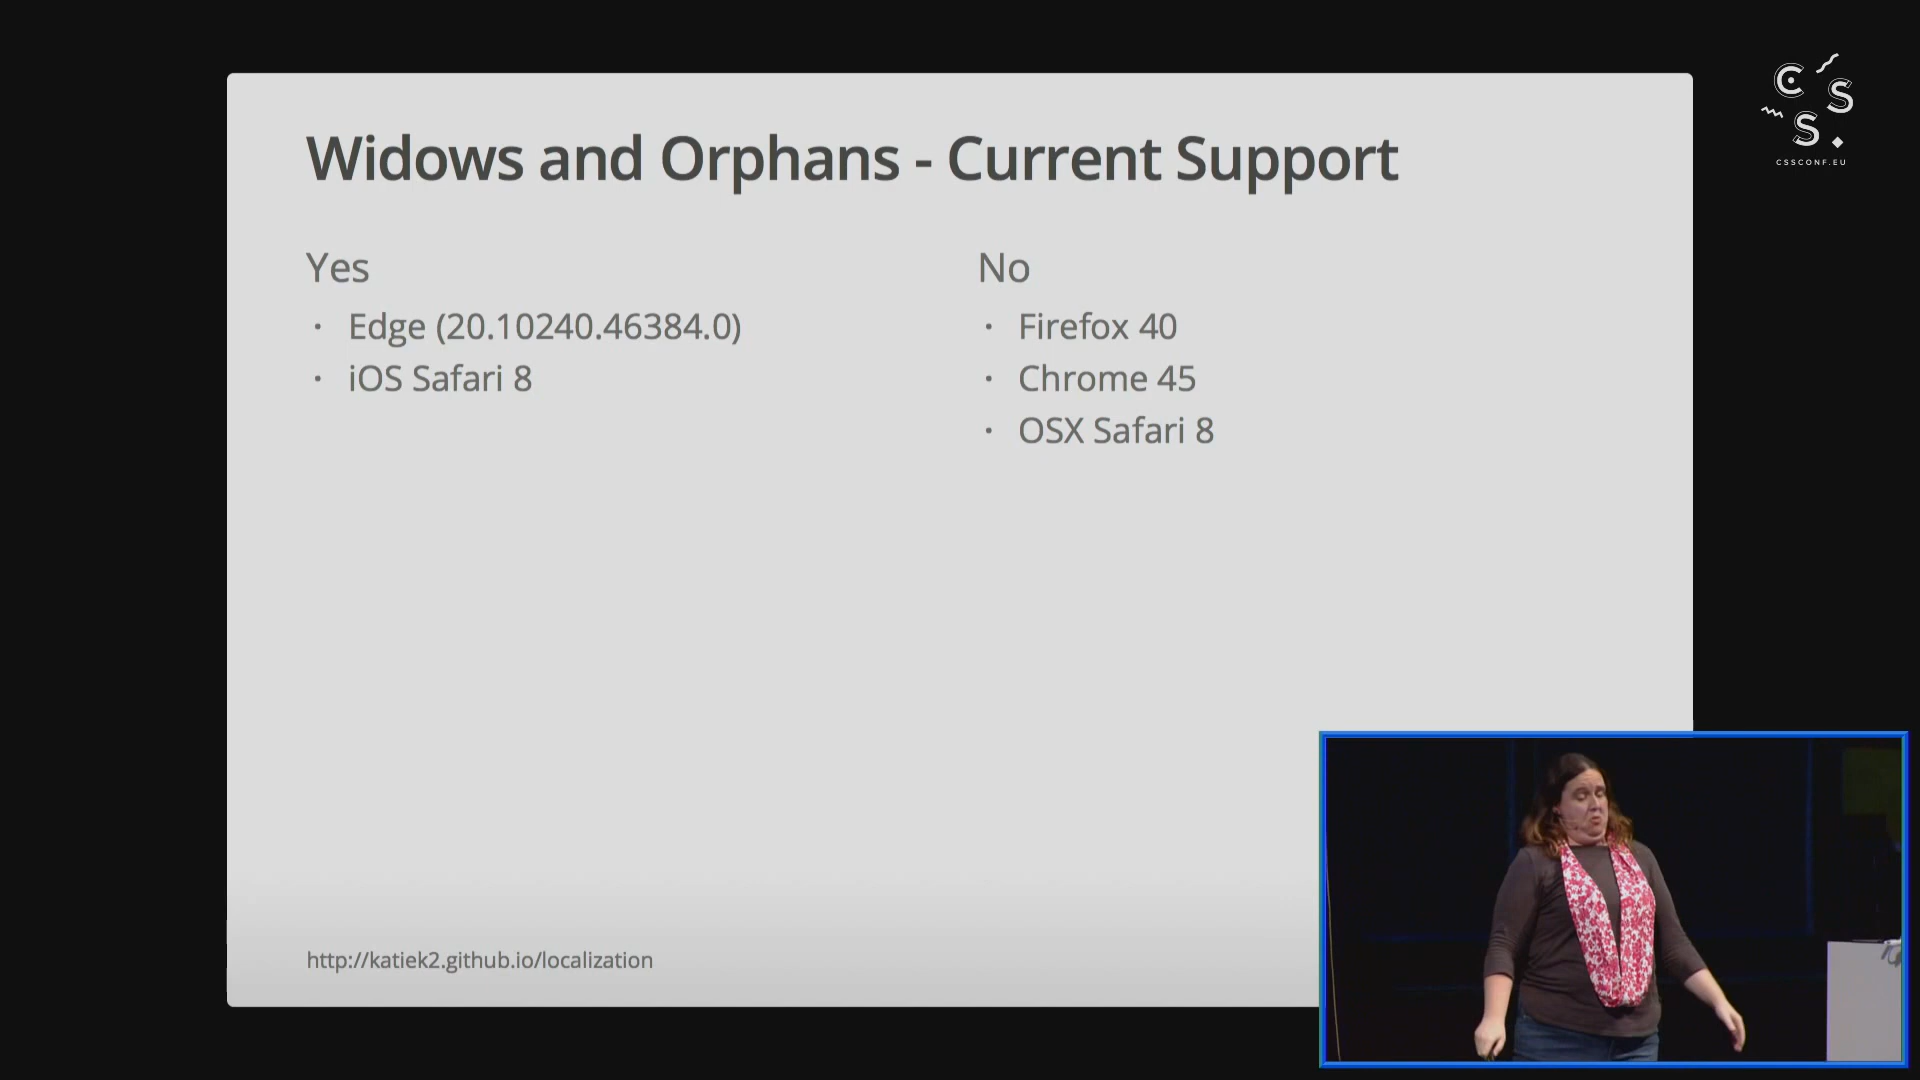 Widows and Orphans - Current Support
Yes
· Edge (20.10240.46384.0)
· iOS Safari 8
No
· Firefox 40
· Chrome 45
· OSX Safari 8
http://katiek2.github.io/localization
C S S .
CSSCONF.EU